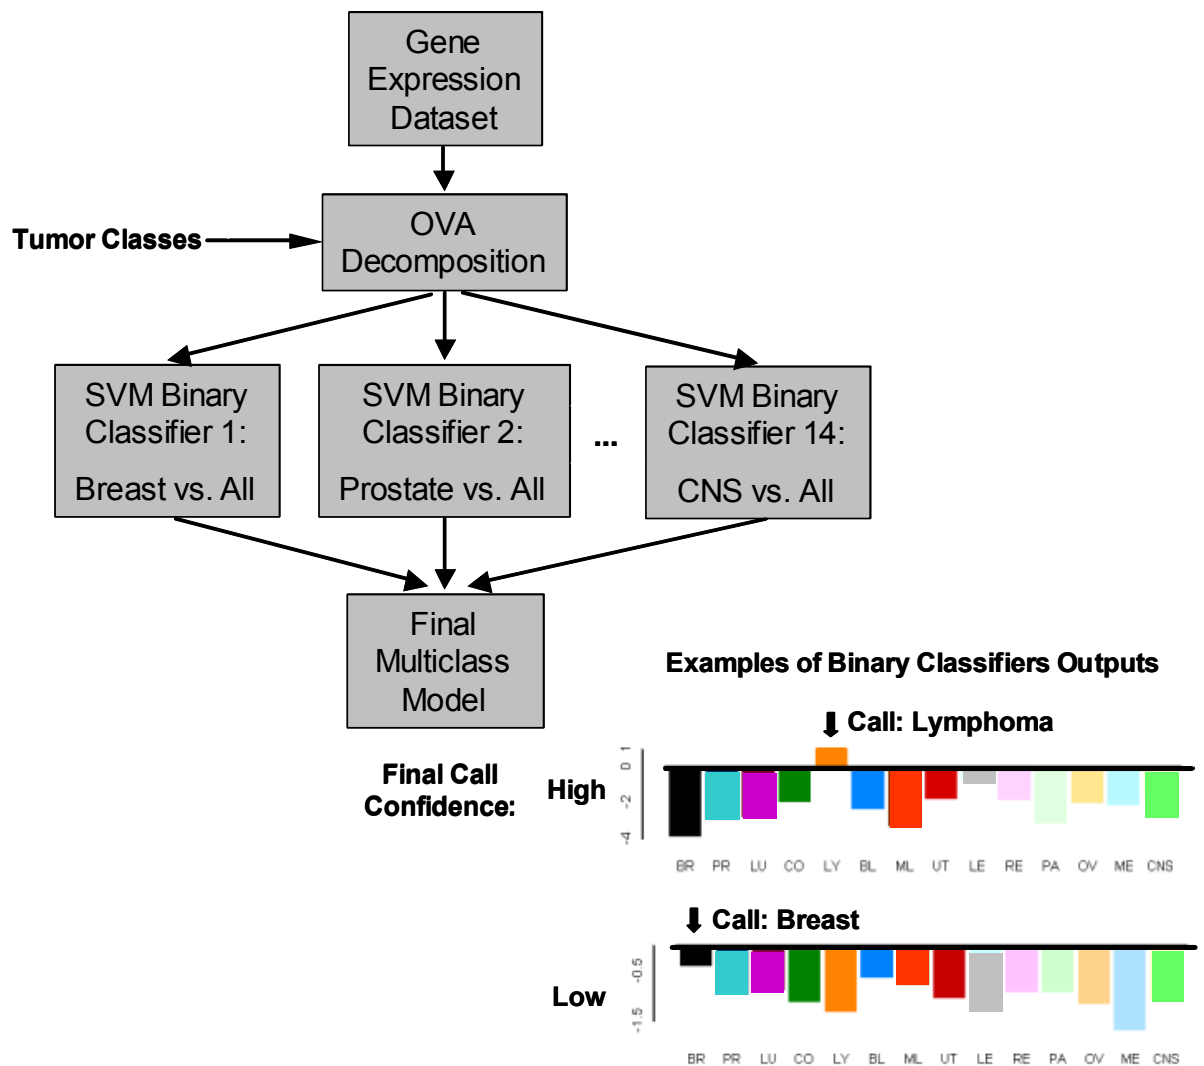 Gene
Expression
Dataset
Tumor Classes
OVA
Decomposition
SVM Binary
Classifier 1:
Breast vs. All
SVM Binary
Classifier 2:
Prostate vs. All
...
SVM Binary
Classifier 14:
CNS vs. All
Final
Multiclass
Model
Examples of Binary Classifiers Outputs
Call: Lymphoma
Final Call
Confidence:
High
1
0
-2
-4
BR PR LU CO LY BL ML UT LE RE PA OV ME CNS
Call: Breast
Low
-0.5
-1.5
BR PR LU CO LY BL ML UT LE RE PA OV ME CNS